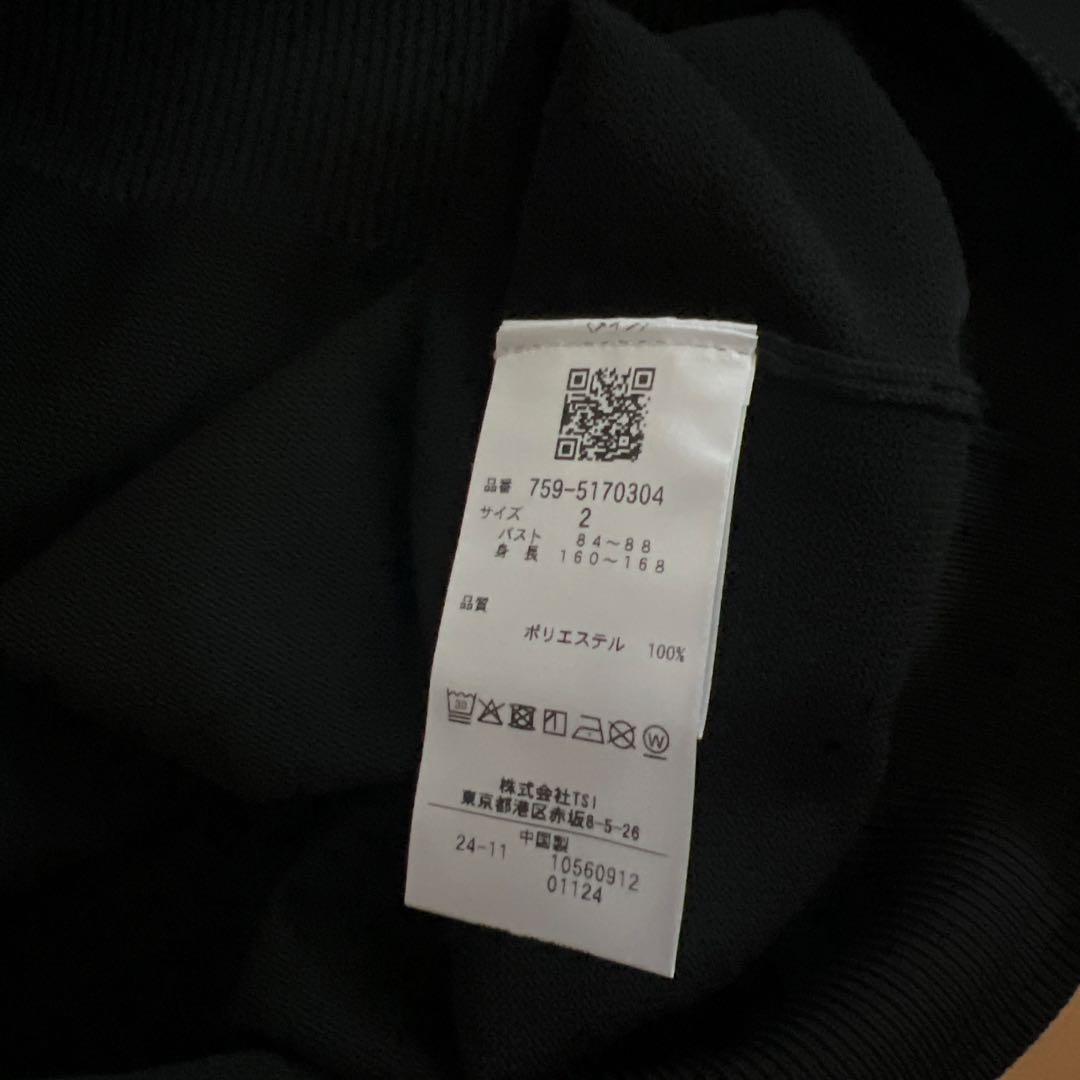 品番 759-5170304
サイズ 2
バスト 84~88
身長 160~168
品質
ポリエステル 100%
30
W
株式会社TSI
東京都港区赤坂8-5-26
中国製
24-11 10560912
01124